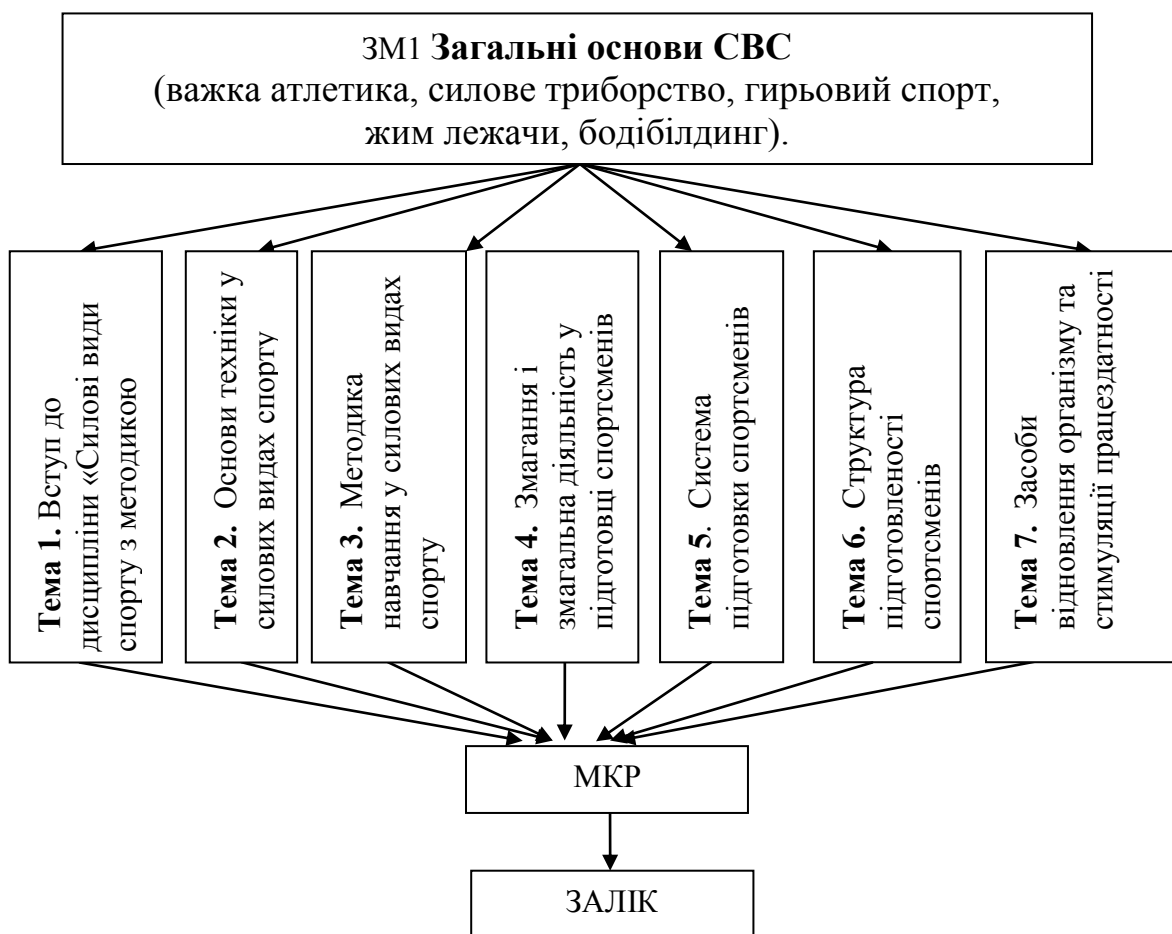 ЗМ1 Загальні основи СВС
(важка атлетика, силове триборство, гирьовий спорт,
жим лежачи, бодібілдинг).
Тема 1. Вступ до
дисципліни «Силові види
спорту з методикою
Тема 2. Основи техніки у
силових видах спорту
Тема 3. Методика
навчання у силових видах
спорту
Тема 4. Змагання і
змагальна діяльність у
підготовці спортсменів
Тема 5. Система
підготовки спортсменів
Тема 6. Структура
підготовленості
спортсменів
Тема 7. Засоби
відновлення організму та
стимуляції працездатності
МКР
ЗАЛІК